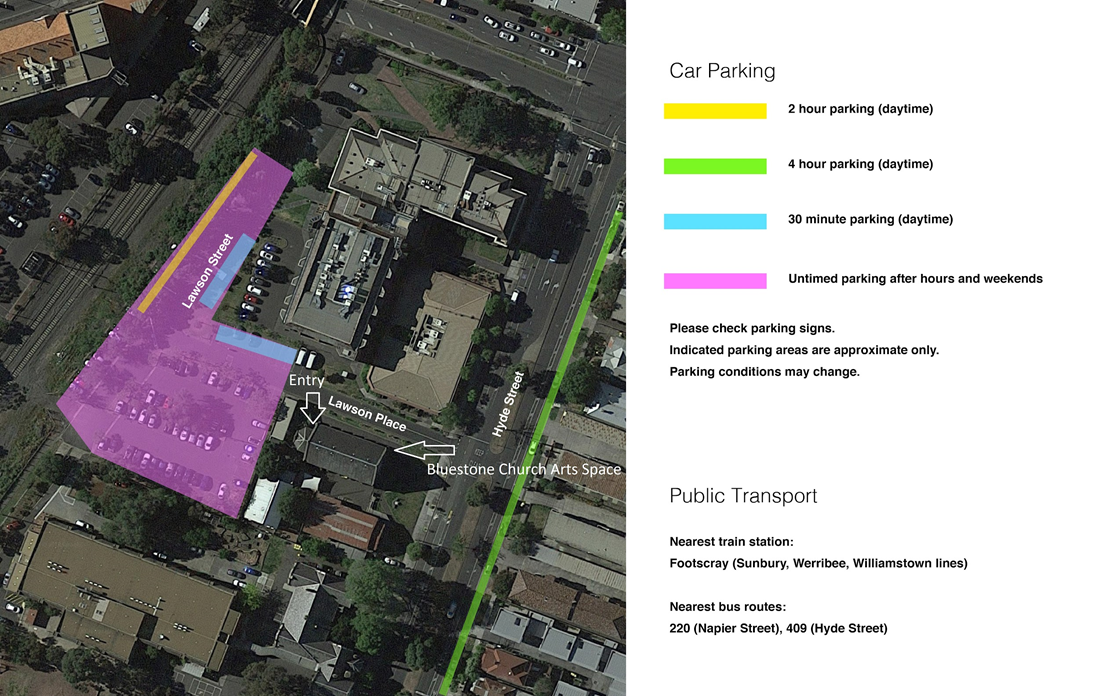 Lawson Street
Entry
Lawson Place
Hyde Street
Bluestone Church Arts Space
Car Parking
2 hour parking (daytime)
4 hour parking (daytime)
30 minute parking (daytime)
Untimed parking after hours and weekends
Please check parking signs.
Indicated parking areas are approximate only.
Parking conditions may change.
Public Transport
Nearest train station:
Footscray (Sunbury, Werribee, Williamstown lines)
Nearest bus routes:
220 (Napier Street), 409 (Hyde Street)